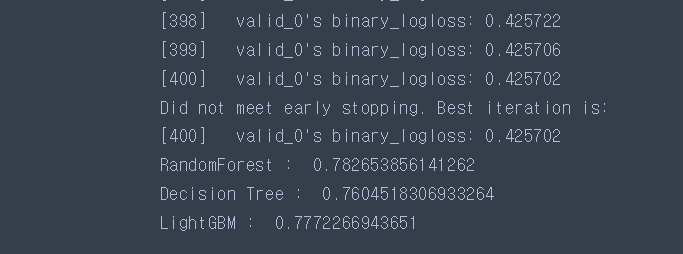 [398]   valid_0's binary_logloss: 0.425722
[399]   valid_0's binary_logloss: 0.425706
[400]   valid_0's binary_logloss: 0.425702
Did not meet early stopping. Best iteration is:
[400]   valid_0's binary_logloss: 0.425702
RandomForest :  0.782653856141262
Decision Tree :  0.7604518306933264
LightGBM :  0.7772266943651